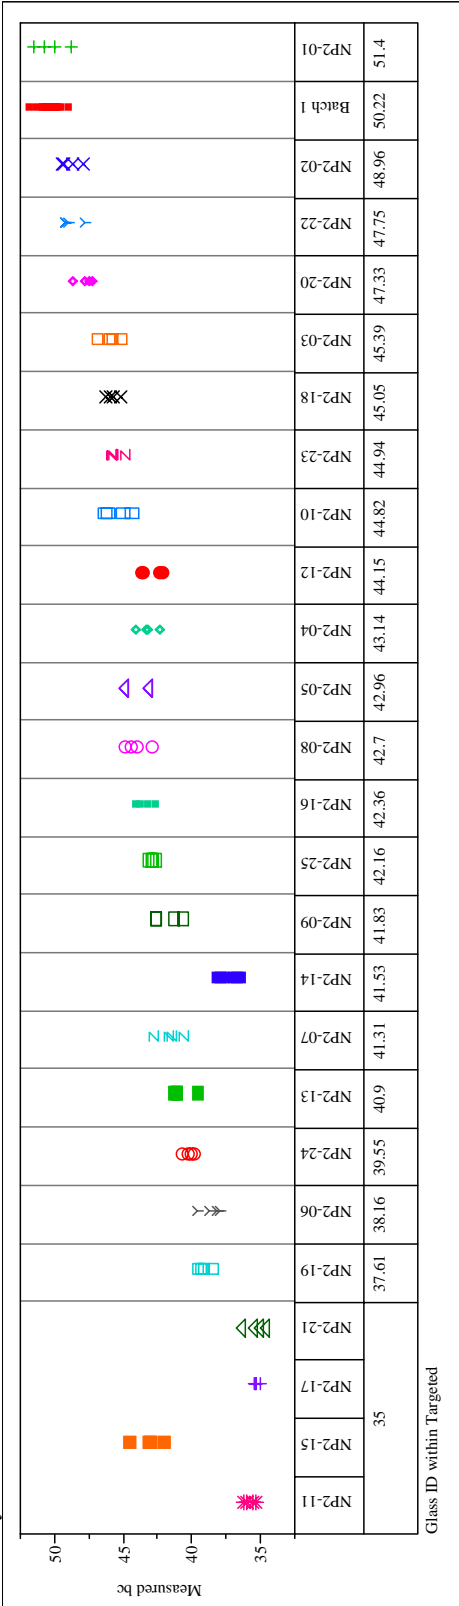 Measured bc
50
45
40
35
NP2-11
NP2-15
NP2-17
NP2-21
NP2-19
NP2-06
NP2-24
NP2-13
NP2-07
NP2-14
NP2-09
NP2-25
NP2-16
NP2-08
NP2-05
NP2-04
NP2-12
NP2-10
NP2-23
NP2-18
NP2-03
NP2-20
NP2-22
NP2-02
Batch 1
NP2-01
35
37.61
38.16
39.55
40.9
41.31
41.53
41.83
42.16
42.36
42.7
42.96
43.14
44.15
44.82
44.94
45.05
45.39
47.33
47.75
48.96
50.22
51.4
Glass ID within Targeted